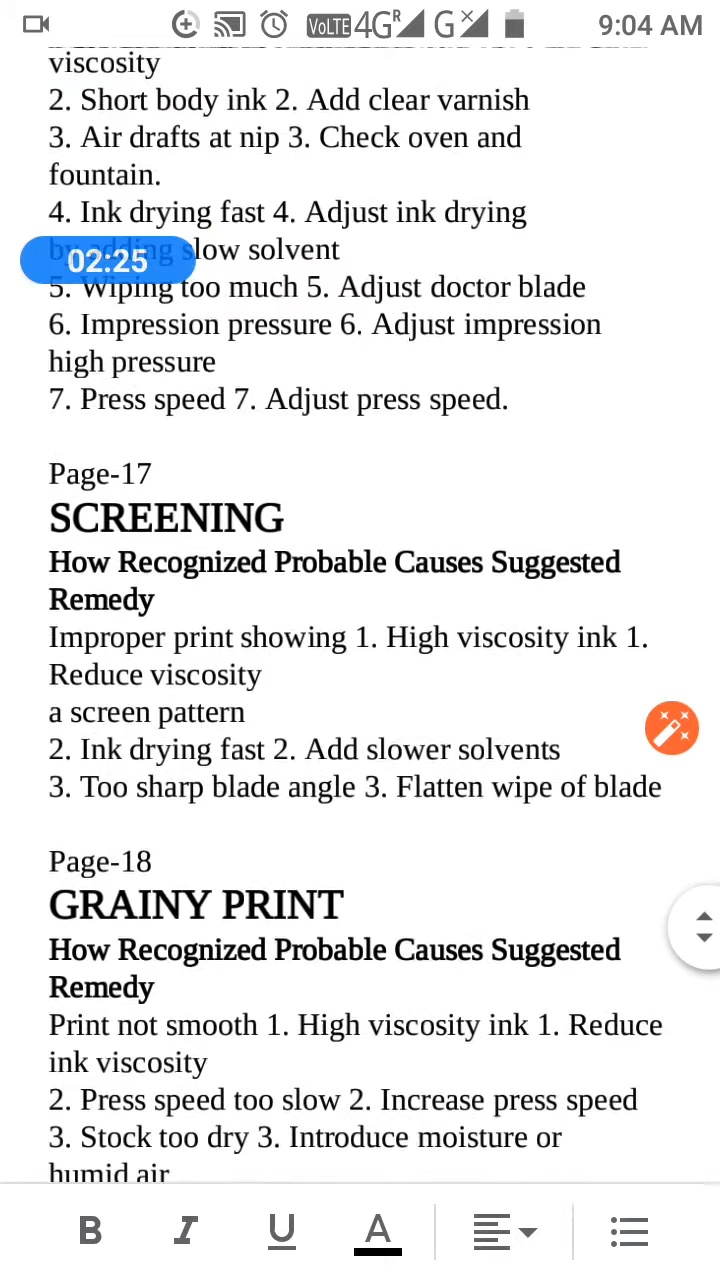 VoLTE 4G R G 9:04 AM
viscosity
2. Short body ink 2. Add clear varnish
3. Air drafts at nip 3. Check oven and
fountain.
4. Ink drying fast 4. Adjust ink drying
by adding slow solvent
02:25
5. Wiping too much 5. Adjust doctor blade
6. Impression pressure 6. Adjust impression
high pressure
7. Press speed 7. Adjust press speed.
Page-17
SCREENING
How Recognized Probable Causes Suggested
Remedy
Improper print showing 1. High viscosity ink 1.
Reduce viscosity
a screen pattern
2. Ink drying fast 2. Add slower solvents
3. Too sharp blade angle 3. Flatten wipe of blade
Page-18
GRAINY PRINT
How Recognized Probable Causes Suggested
Remedy
Print not smooth 1. High viscosity ink 1. Reduce
ink viscosity
2. Press speed too slow 2. Increase press speed
3. Stock too dry 3. Introduce moisture or
humid air
B I U A